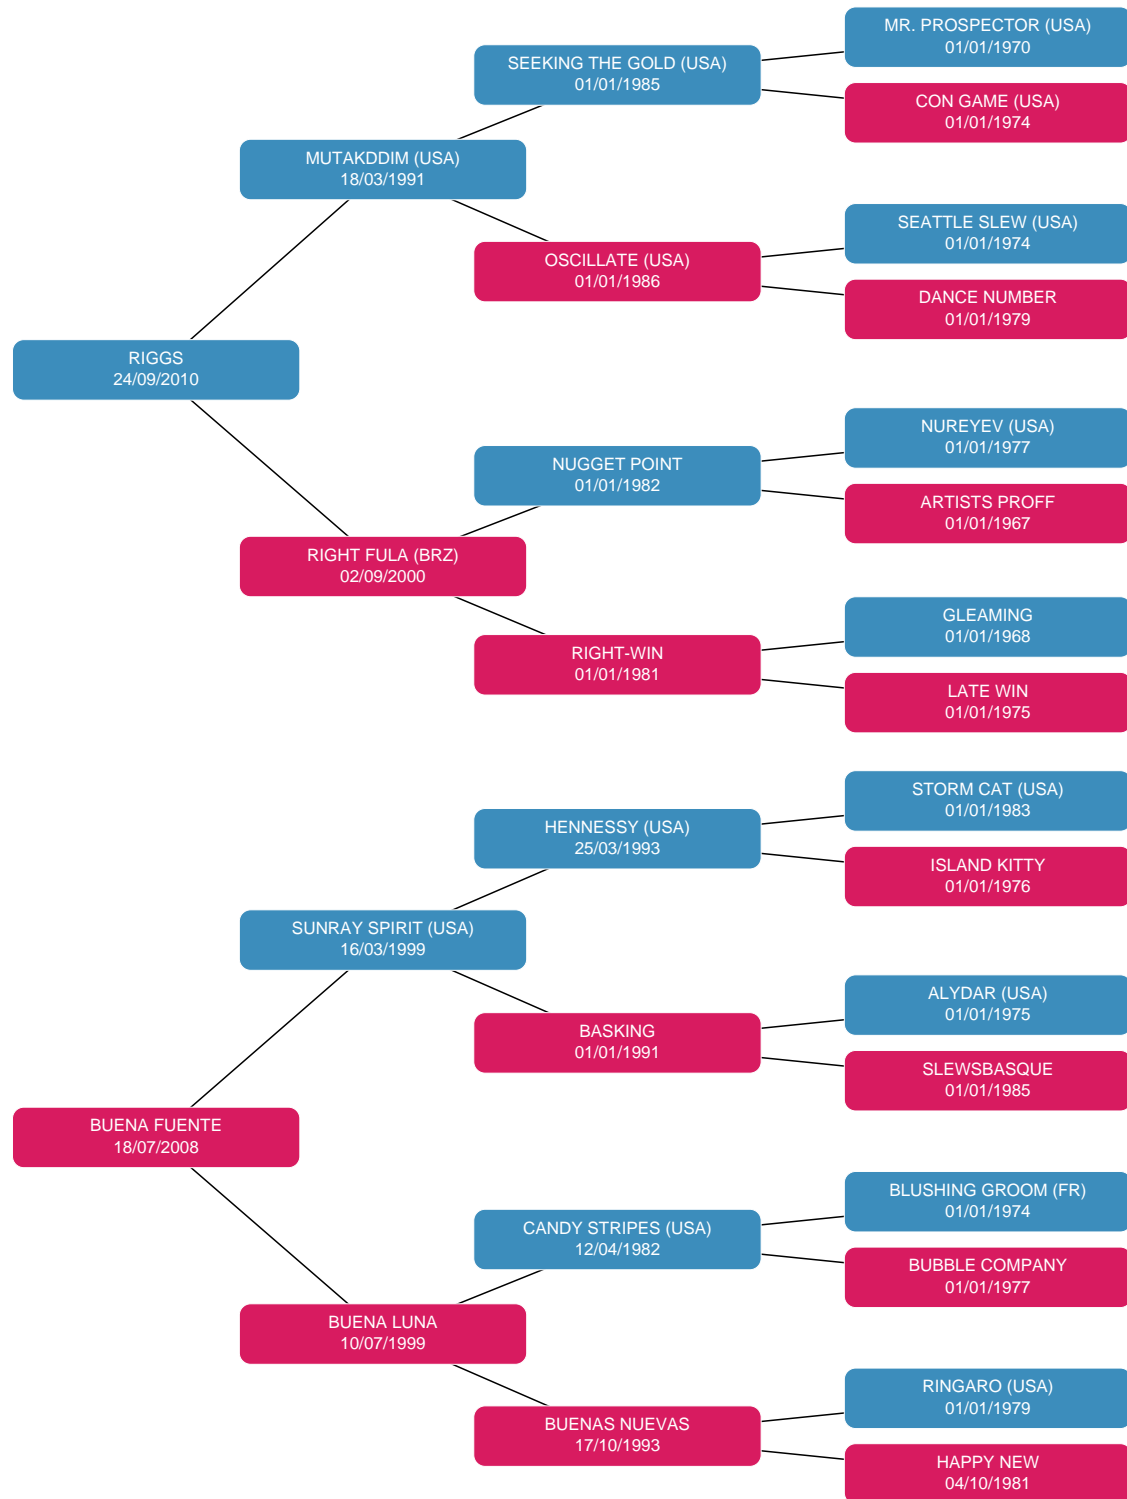 MR. PROSPECTOR (USA)
01/01/1970
SEEKING THE GOLD (USA)
01/01/1985
CON GAME (USA)
01/01/1974
MUTAKDDIM (USA)
18/03/1991
SEATTLE SLEW (USA)
01/01/1974
OSCILLATE (USA)
01/01/1986
DANCE NUMBER
01/01/1979
RIGGS
24/09/2010
NUREYEV (USA)
01/01/1977
NUGGET POINT
01/01/1982
ARTISTS PROFF
01/01/1967
RIGHT FULA (BRZ)
02/09/2000
GLEAMING
01/01/1968
RIGHT-WIN
01/01/1981
LATE WIN
01/01/1975
STORM CAT (USA)
01/01/1983
HENNESSY (USA)
25/03/1993
ISLAND KITTY
01/01/1976
SUNRAY SPIRIT (USA)
16/03/1999
ALYDAR (USA)
01/01/1975
BASKING
01/01/1991
SLEWSBASQUE
01/01/1985
BUENA FUENTE
18/07/2008
BLUSHING GROOM (FR)
01/01/1974
CANDY STRIPES (USA)
12/04/1982
BUBBLE COMPANY
01/01/1977
BUENA LUNA
10/07/1999
RINGARO (USA)
01/01/1979
BUENAS NUEVAS
17/10/1993
HAPPY NEW
04/10/1981